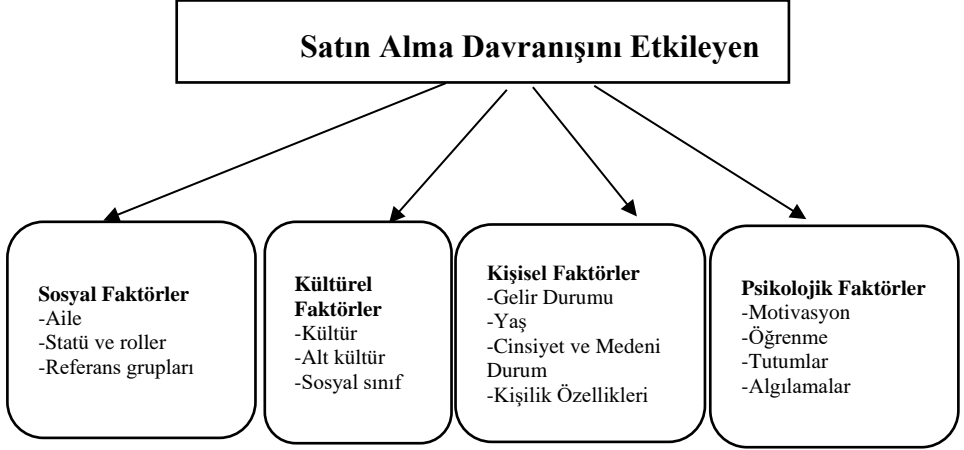 Satın Alma Davranışını Etkileyen
Sosyal Faktörler
-Aile
-Statü ve roller
-Referans grupları
Kültürel
Faktörler
-Kültür
-Alt kültür
-Sosyal sınıf
Kişisel Faktörler
-Gelir Durumu
-Yaş
-Cinsiyet ve Medeni
Durum
-Kişilik Özellikleri
Psikolojik Faktörler
-Motivasyon
-Öğrenme
-Tutumlar
-Algılamalar